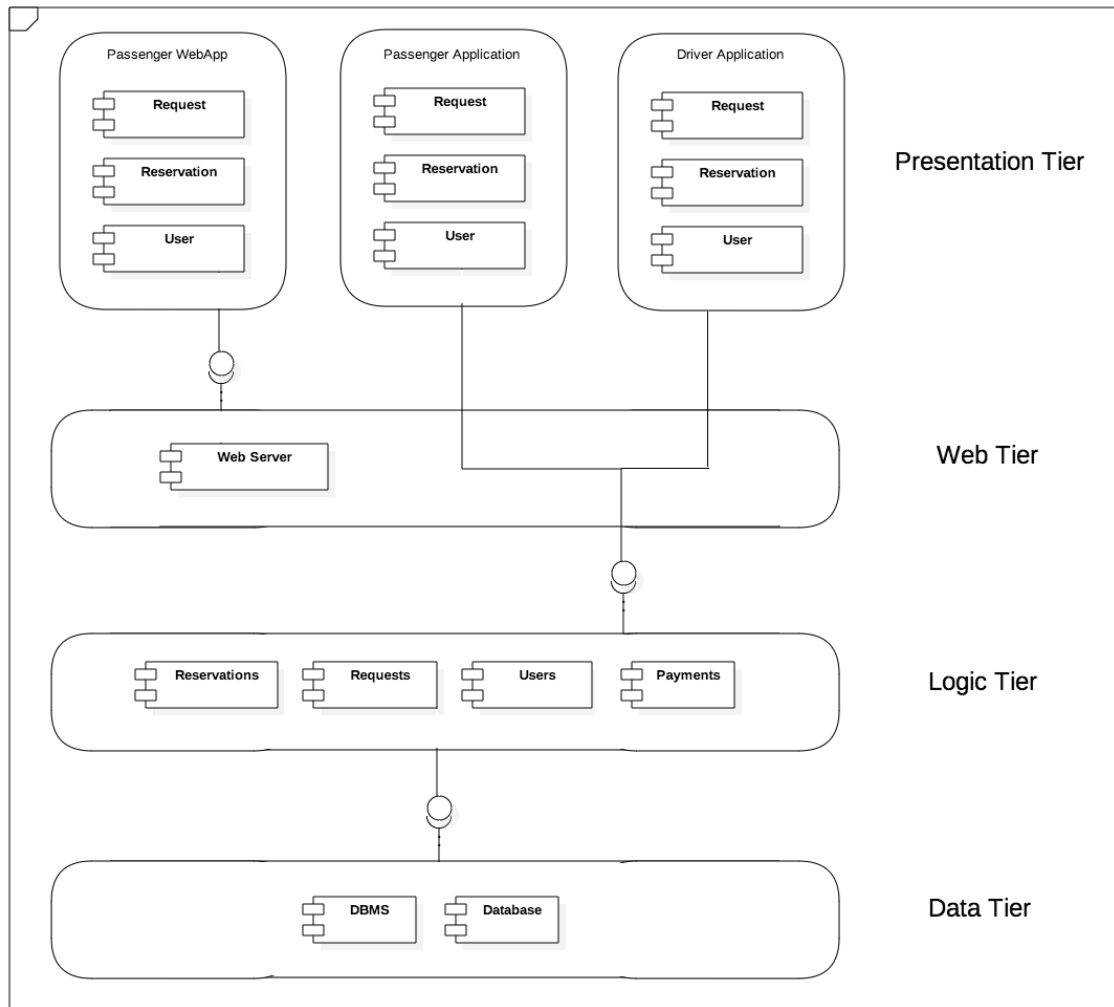 Passenger WebApp
Request
Reservation
User
Passenger Application
Request
Reservation
User
Driver Application
Request
Reservation
User
Presentation Tier
Web Server
Web Tier
Reservations
Requests
Users
Payments
Logic Tier
DBMS
Database
Data Tier